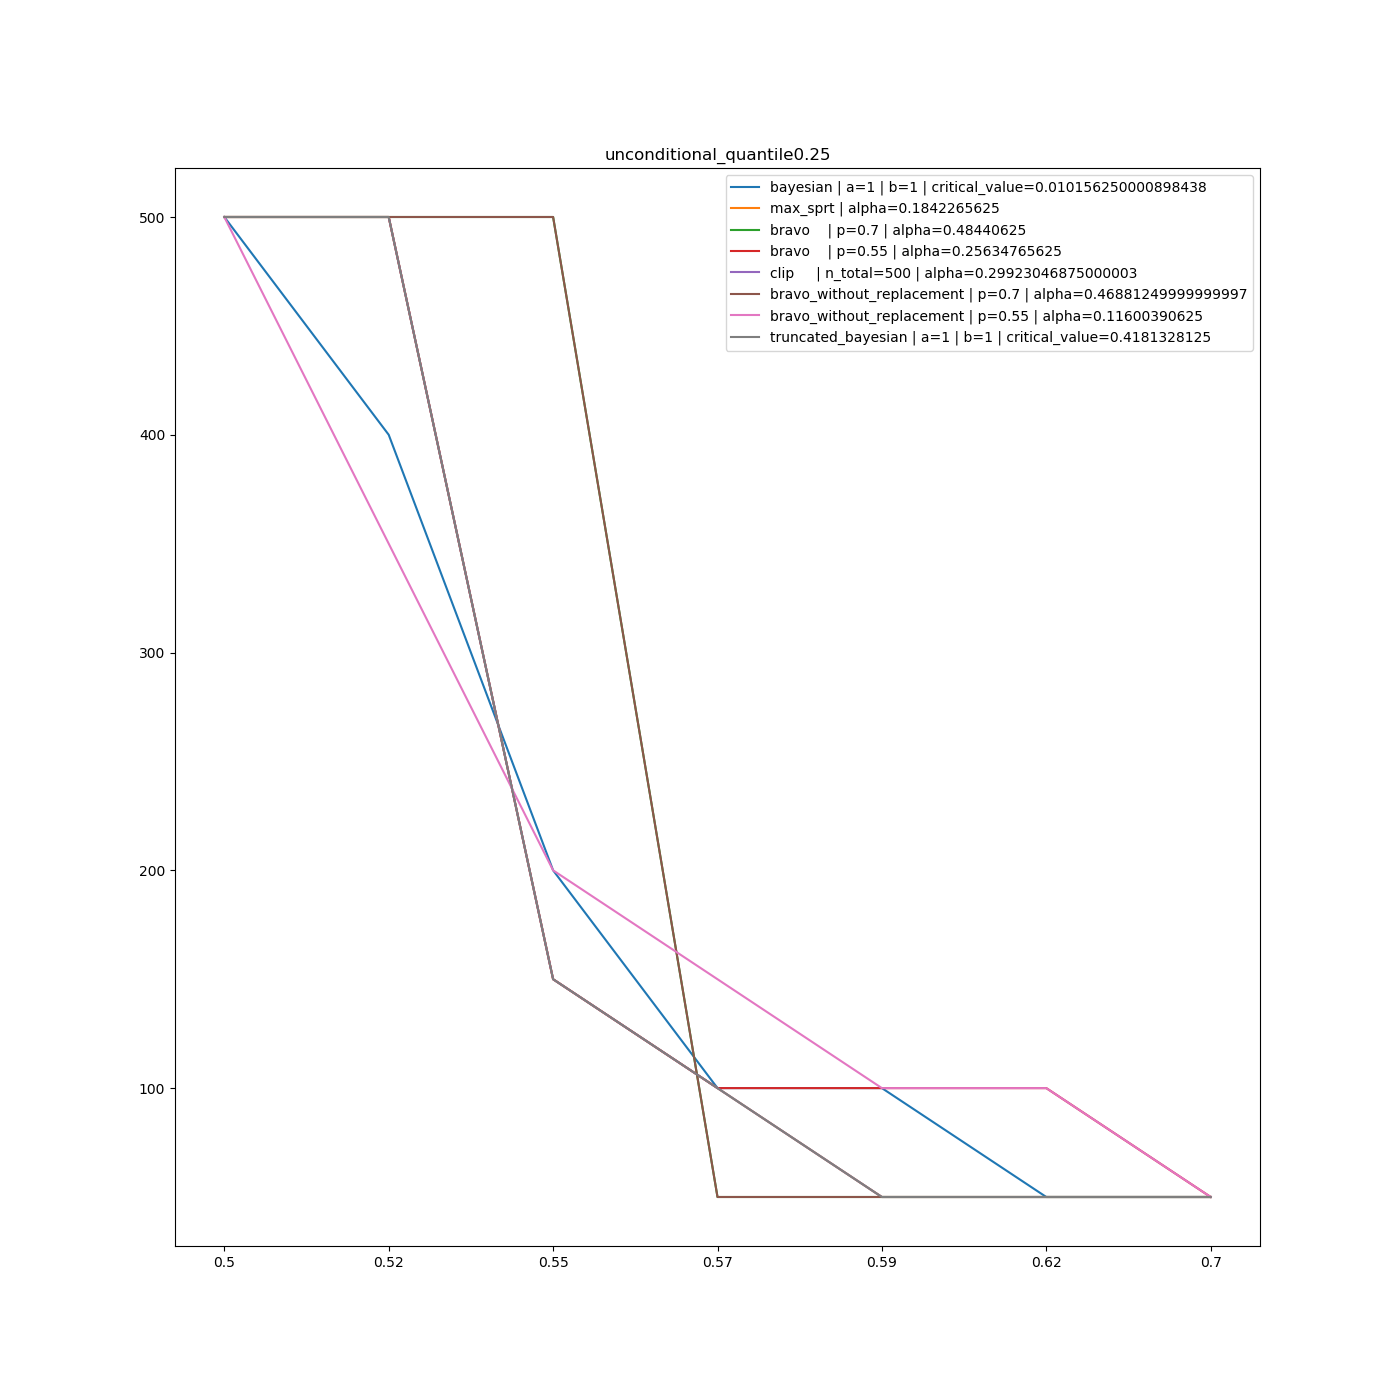 unconditional_quantile0.25
bayesian | a=1 | b=1 | critical_value=0.010156250000898438
max_sprt | alpha=0.1842265625
bravo    | p=0.7 | alpha=0.48440625
bravo    | p=0.55 | alpha=0.25634765625
clip     | n_total=500 | alpha=0.29923046875000003
bravo_without_replacement | p=0.7 | alpha=0.46881249999999997
bravo_without_replacement | p=0.55 | alpha=0.11600390625
truncated_bayesian | a=1 | b=1 | critical_value=0.4181328125
500
400
300
200
100
0.5 0.52 0.55 0.57 0.59 0.62 0.7